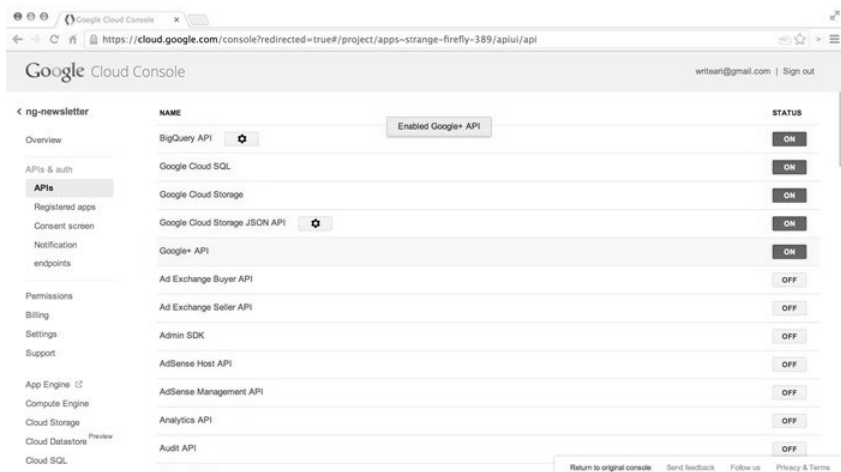 Google Cloud Console
https://cloud.google.com/console?redirected=true#/project/apps~strange-firefly-389/apiui/api
Google Cloud Console
writeari@gmail.com | Sign out
< ng-newsletter
Overview
APIs & auth
APIs
Registered apps
Consent screen
Notification
endpoints
Permissions
Billing
Settings
Support
App Engine
Compute Engine
Cloud Storage
Cloud Datastore Preview
Cloud SQL
NAME STATUS
Enabled Google+ API
BigQuery API ON
Google Cloud SQL ON
Google Cloud Storage ON
Google Cloud Storage JSON API ON
Google+ API ON
Ad Exchange Buyer API OFF
Ad Exchange Seller API OFF
Admin SDK OFF
AdSense Host API OFF
AdSense Management API OFF
Analytics API OFF
Audit API OFF
Return to original console Send feedback Follow us Privacy & Terms